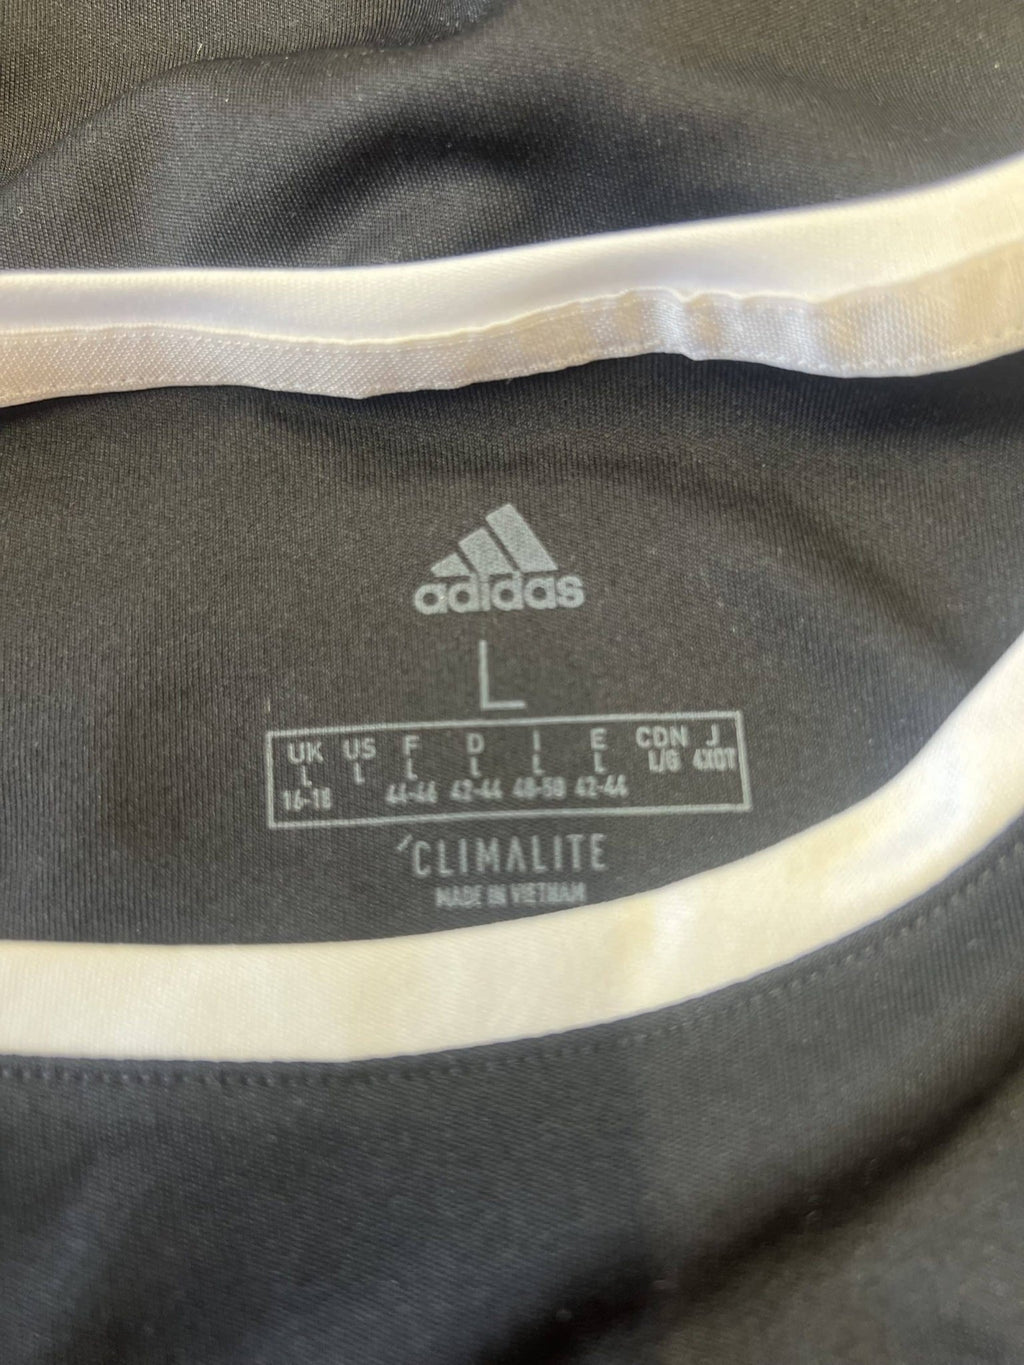 adidas
L
UK US F D I E CDN J
L L L L L L L/G 4XOT
16-18 44-46 42-44 48-50 42-44
CLIMALITE
MADE IN VIETNAM